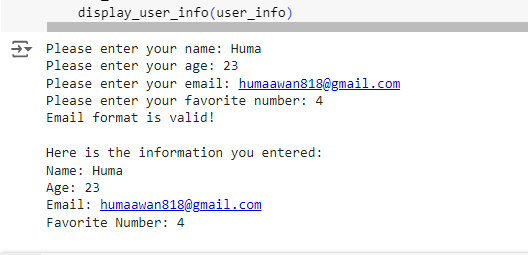 display_user_info(user_info)
Please enter your name: Huma
Please enter your age: 23
Please enter your email: humaawan818@gmail.com
Please enter your favorite number: 4
Email format is valid!
Here is the information you entered:
Name: Huma
Age: 23
Email: humaawan818@gmail.com
Favorite Number: 4